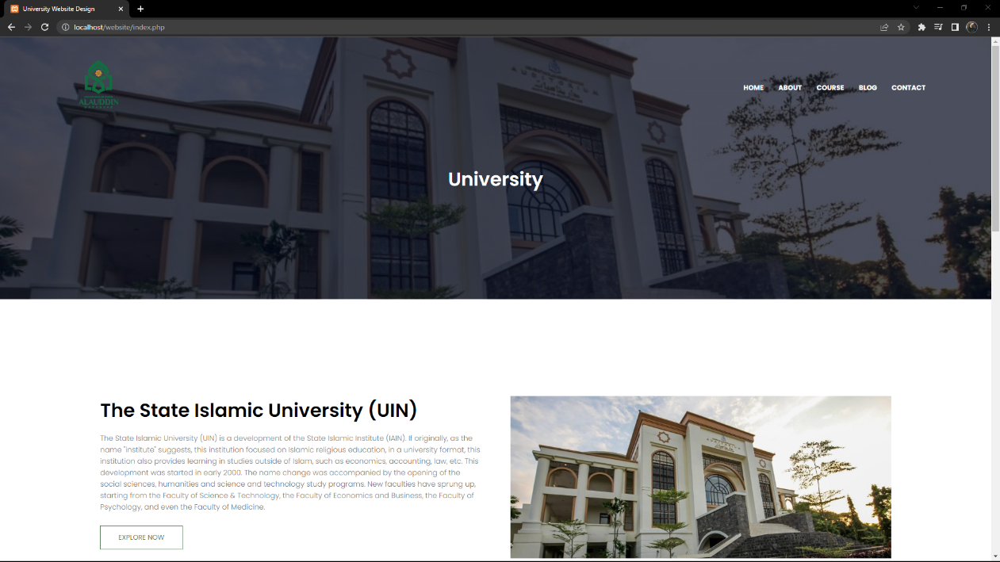 University Website Design
localhost/website/index.php
AUDITORIUM
ALAUDDIN
HOME ABOUT COURSE BLOG CONTACT
University
The State Islamic University (UIN)
The State Islamic University (UIN) is a development of the State Islamic Institute (IAIN). If originally, as the
name "institute" suggests, this institution focused on Islamic religious education, in a university format, this
institution also provides learning in studies outside of Islam, such as economics, accounting, law, etc. This
development was started in early 2000. The name change was accompanied by the opening of the
social sciences, humanities and science and technology study programs. New faculties have sprung up,
starting from the Faculty of Science & Technology, the Faculty of Economics and Business, the Faculty of
Psychology, and even the Faculty of Medicine.
EXPLORE NOW